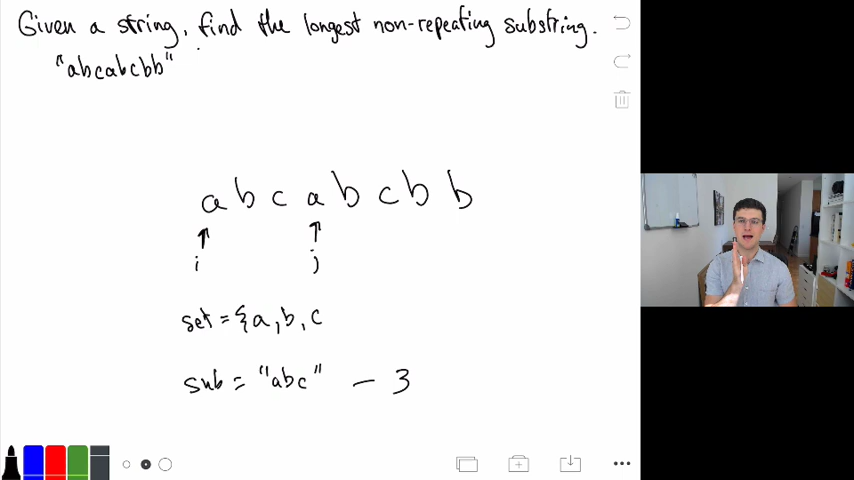 Given a string, find the longest non-repeating substring.
"abcabcbb"
a b c a b c b b
i j
set = {a, b, c
sub = "abc" — 3